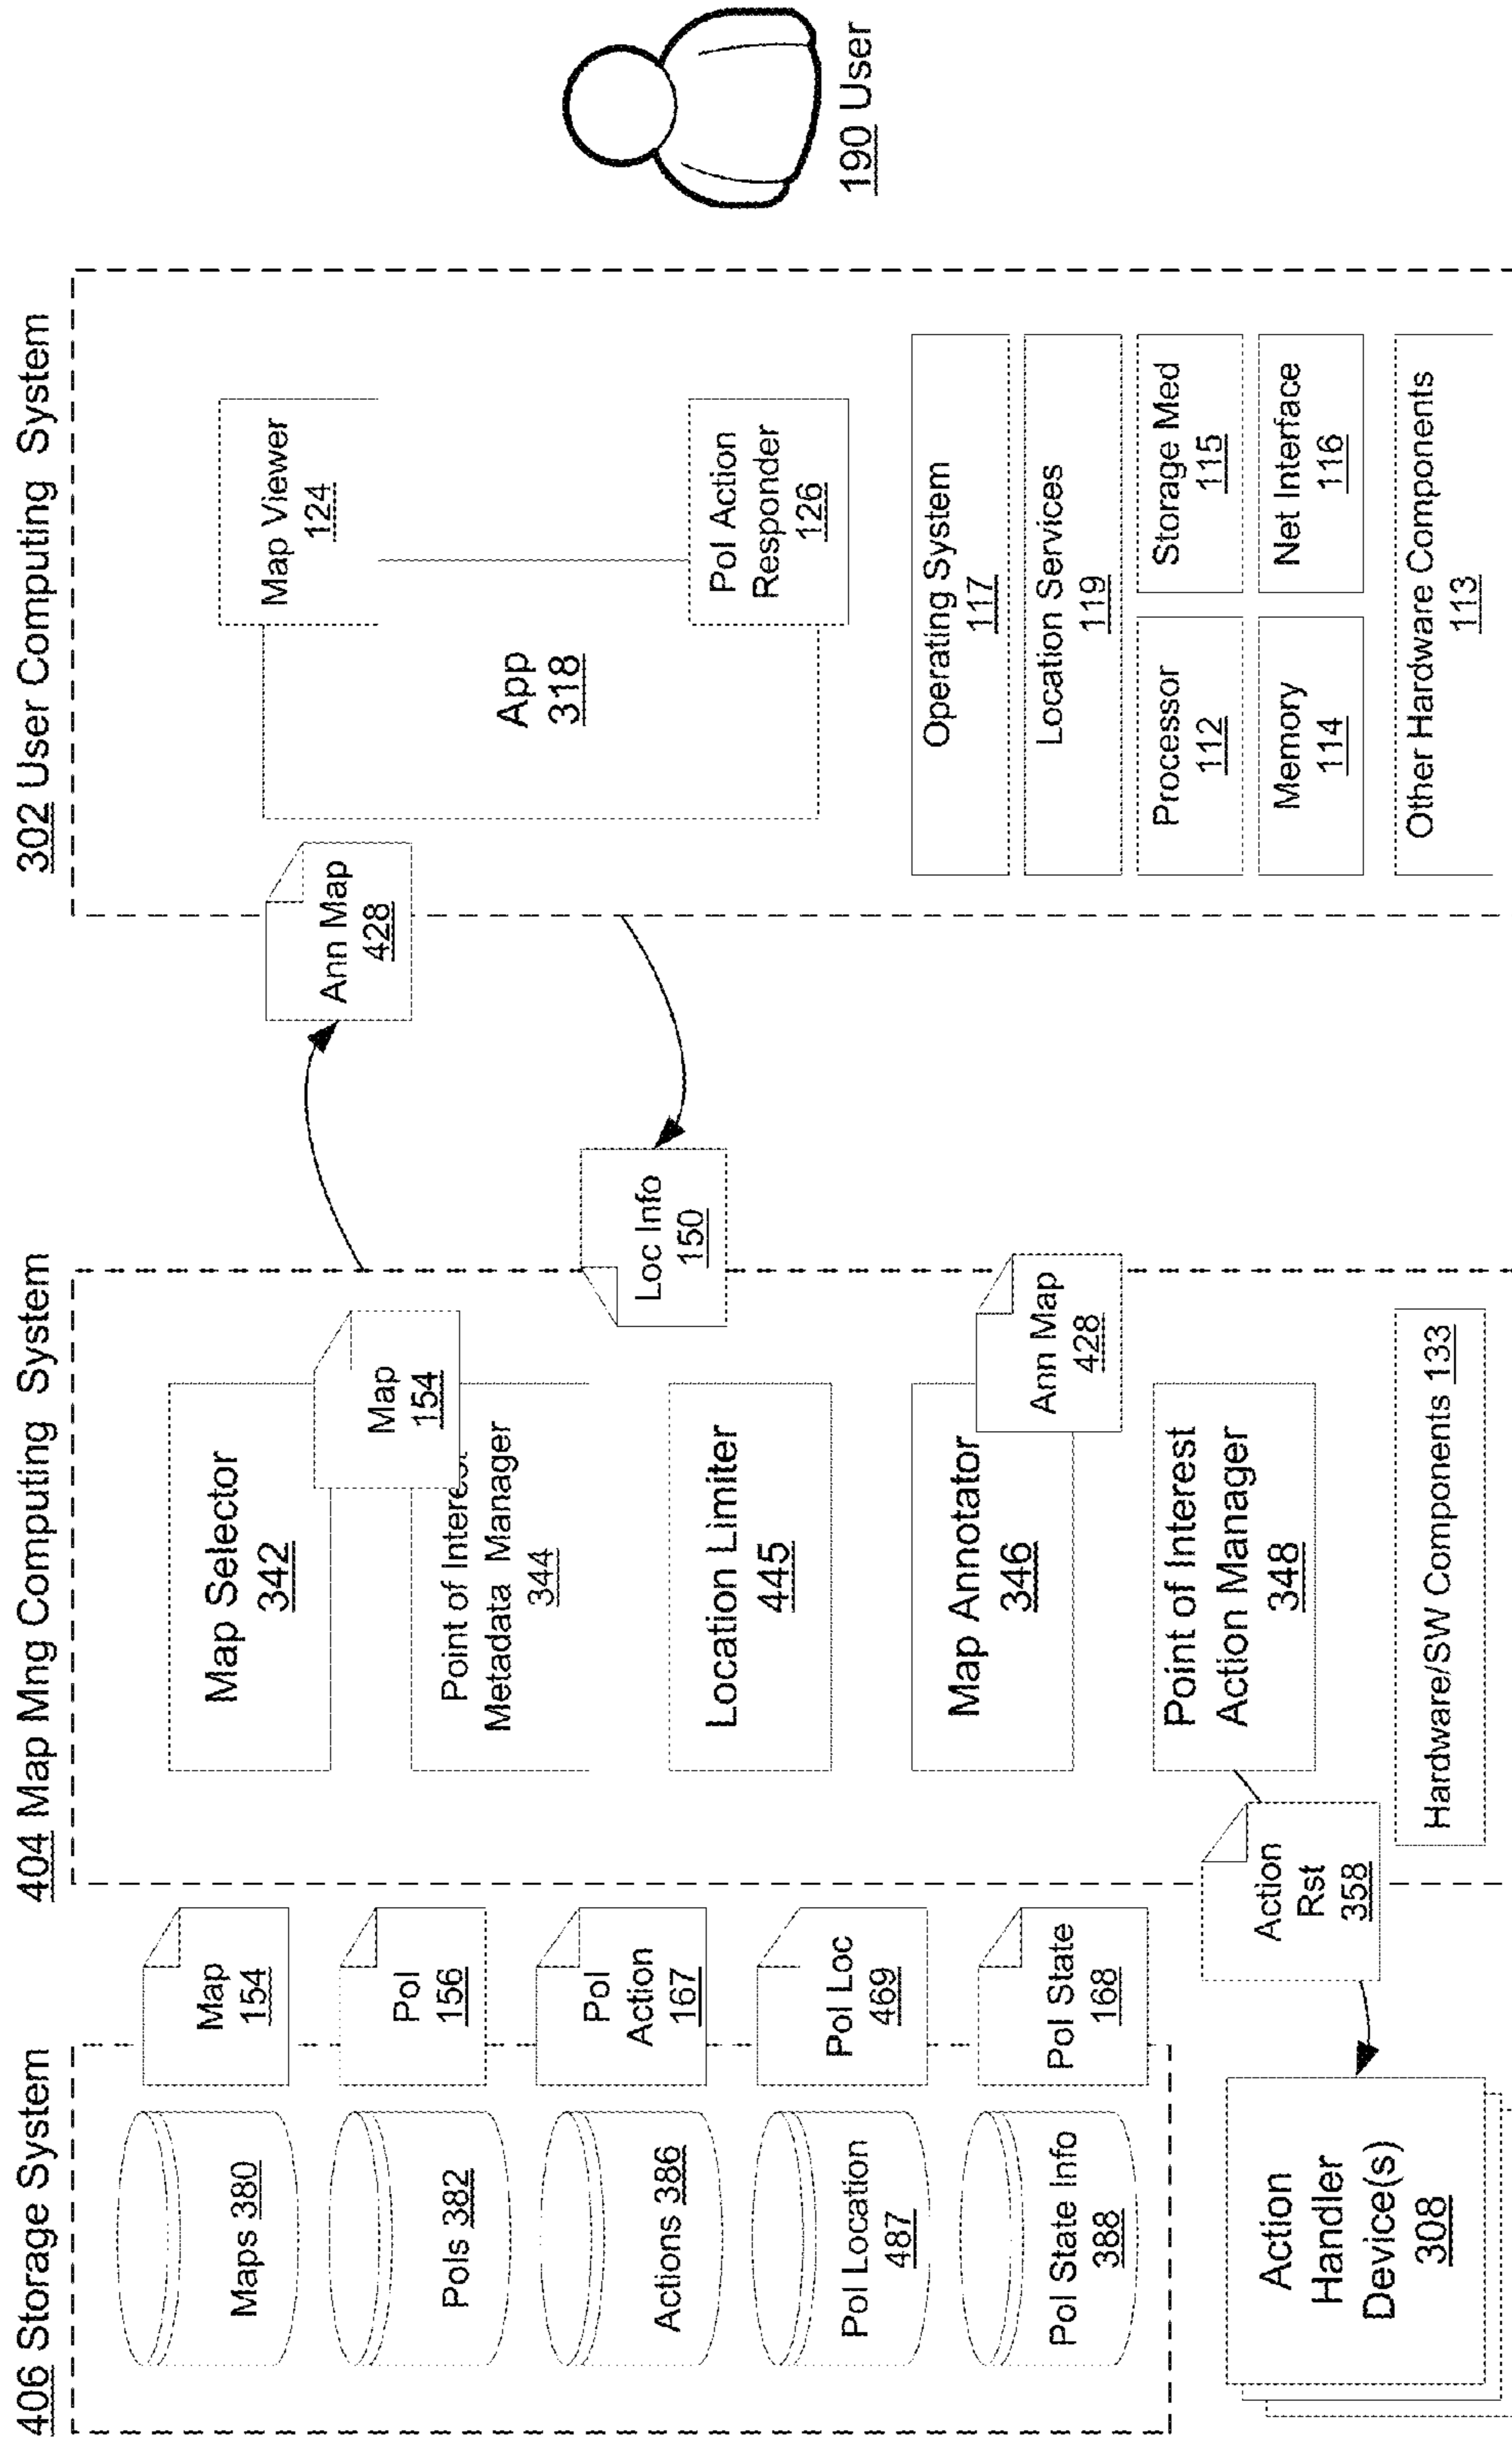 406 Storage System
Maps 380
PoIs 382
Actions 386
PoI Location
487
PoI State Info
388
Map
154
PoI
156
PoI
Action
167
PoI Loc
469
PoI State
168
Action
Handler
Device(s)
308
404 Map Mng Computing System
Map Selector
342
Map
154
Point of Interest
Metadata Manager
344
Location Limiter
445
Map Annotator
346
Ann Map
428
Point of Interest
Action Manager
348
Action
Rst
358
Hardware/SW Components 133
Loc Info
150
Ann Map
428
302 User Computing System
Map Viewer
124
App
318
PoI Action
Responder
126
Operating System
117
Location Services
119
Processor
112
Storage Med
115
Memory
114
Net Interface
116
Other Hardware Components
113
190 User